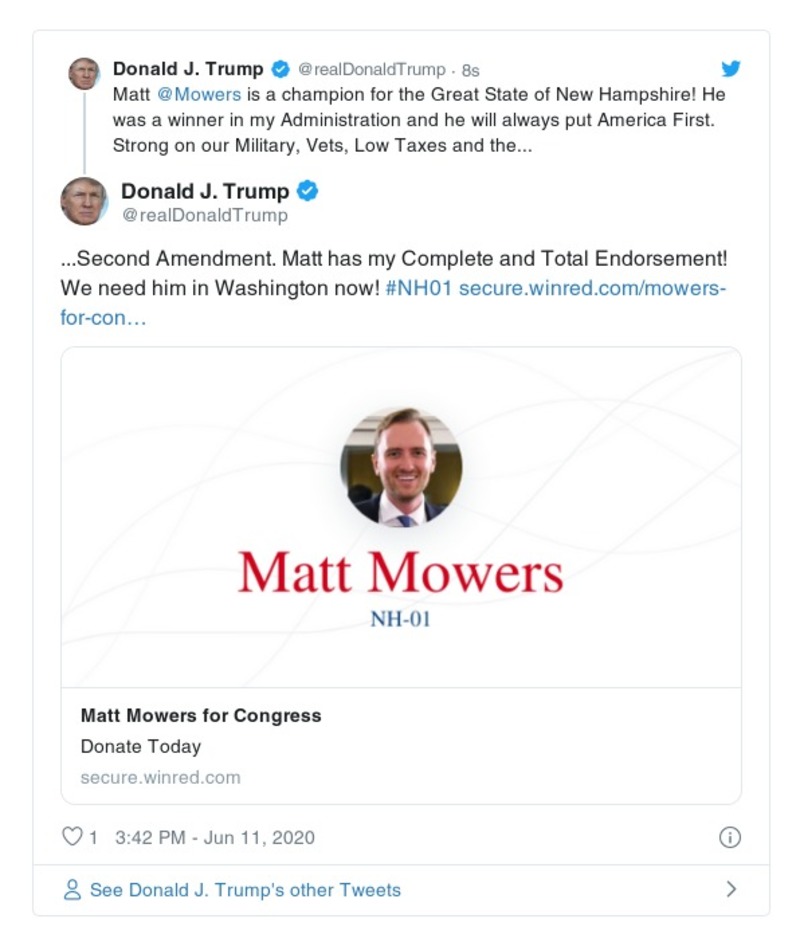 Donald J. Trump @realDonaldTrump · 8s
Matt @Mowers is a champion for the Great State of New Hampshire! He
was a winner in my Administration and he will always put America First.
Strong on our Military, Vets, Low Taxes and the...
Donald J. Trump
@realDonaldTrump
...Second Amendment. Matt has my Complete and Total Endorsement!
We need him in Washington now! #NH01 secure.winred.com/mowers-
for-con…
Matt Mowers
NH-01
Matt Mowers for Congress
Donate Today
secure.winred.com
1 3:42 PM - Jun 11, 2020
See Donald J. Trump's other Tweets